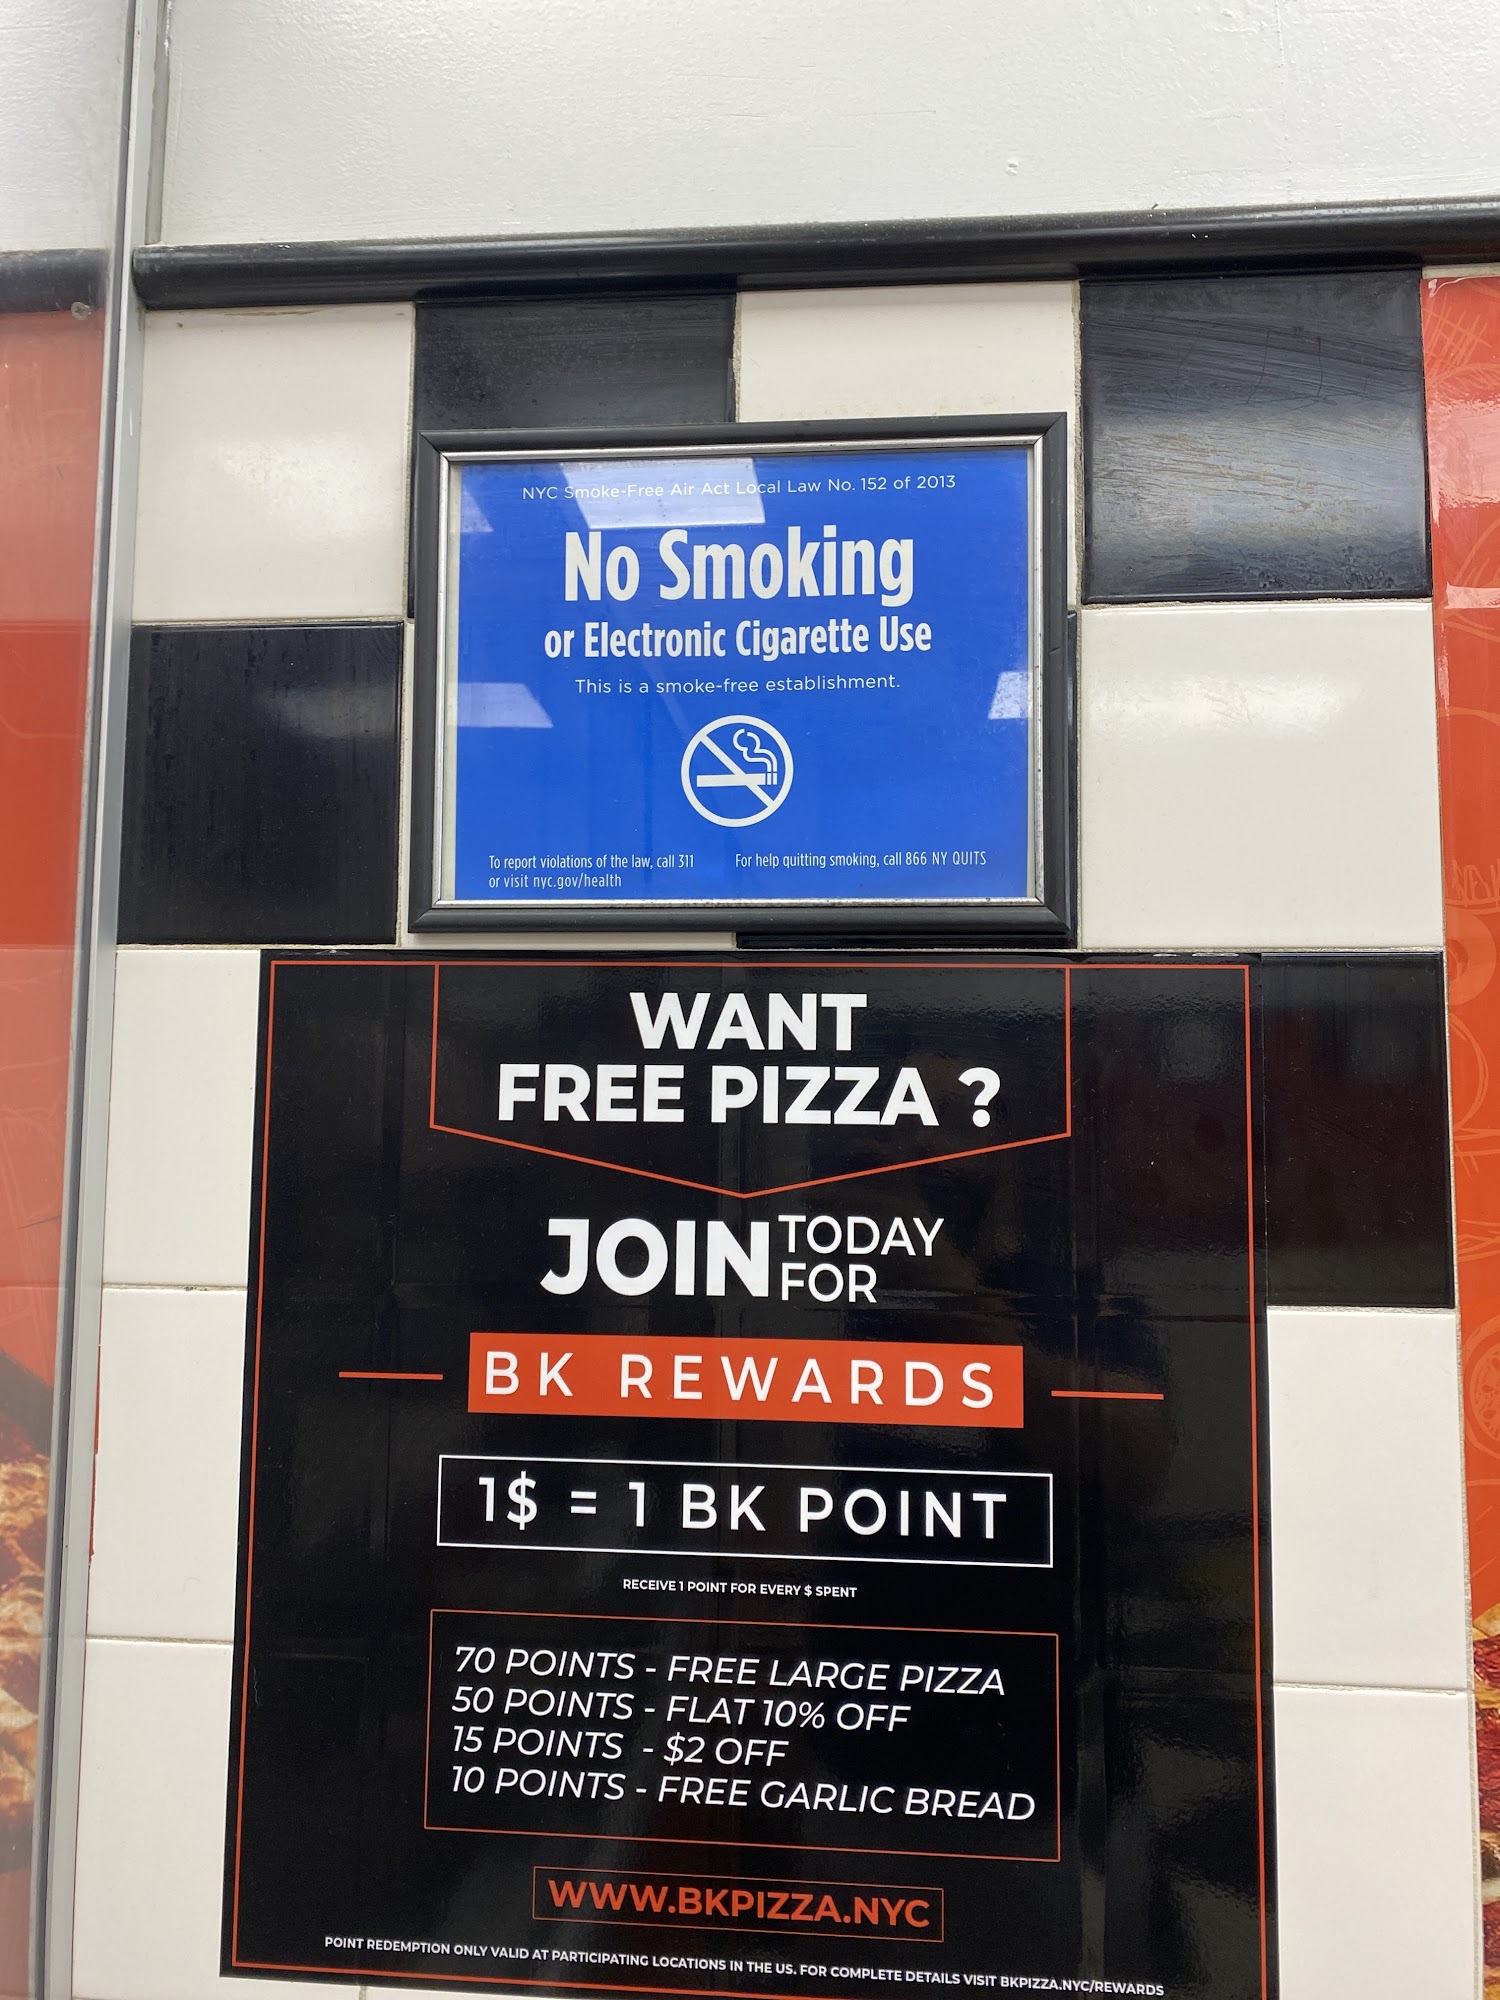 NYC Smoke-Free Air Act Local Law No. 152 of 2013
No Smoking
or Electronic Cigarette Use
This is a smoke-free establishment.
To report violations of the law, call 311
or visit nyc.gov/health
For help quitting smoking, call 866 NY QUITS
WANT
FREE PIZZA ?
JOIN TODAY
FOR
BK REWARDS
1$ = 1 BK POINT
RECEIVE 1 POINT FOR EVERY $ SPENT
70 POINTS - FREE LARGE PIZZA
50 POINTS - FLAT 10% OFF
15 POINTS - $2 OFF
10 POINTS - FREE GARLIC BREAD
WWW.BKPIZZA.NYC
POINT REDEMPTION ONLY VALID AT PARTICIPATING LOCATIONS IN THE US. FOR COMPLETE DETAILS VISIT BKPIZZA.NYC/REWARDS